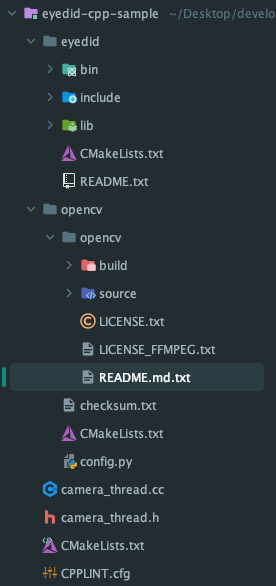 eyedid-cpp-sample ~/Desktop/develo
eyedid
bin
include
lib
CMakeLists.txt
README.txt
opencv
opencv
build
source
LICENSE.txt
LICENSE_FFMPEG.txt
README.md.txt
checksum.txt
CMakeLists.txt
config.py
camera_thread.cc
camera_thread.h
CMakeLists.txt
CPPLINT.cfg